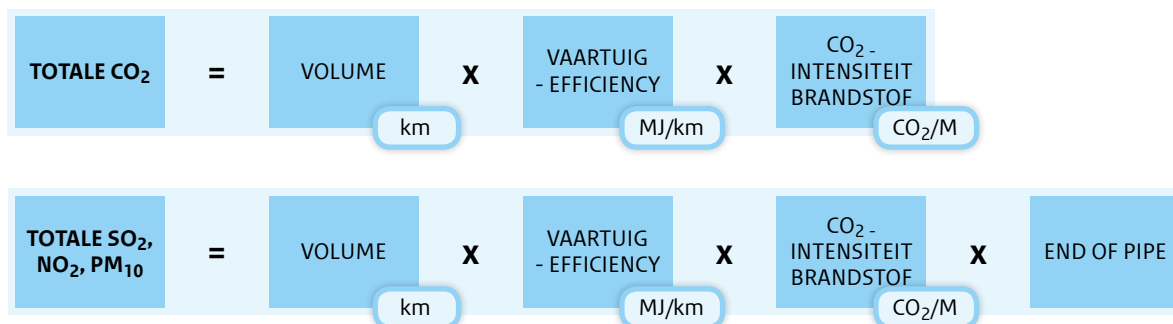 TOTALE CO₂ = VOLUME X VAARTUIG
- EFFICIENCY X CO₂ -
INTENSITEIT
BRANDSTOF
km MJ/km CO₂/M
TOTALE SO₂,
NO₂, PM₁₀ = VOLUME X VAARTUIG
- EFFICIENCY X CO₂ -
INTENSITEIT
BRANDSTOF X END OF PIPE
km MJ/km CO₂/M